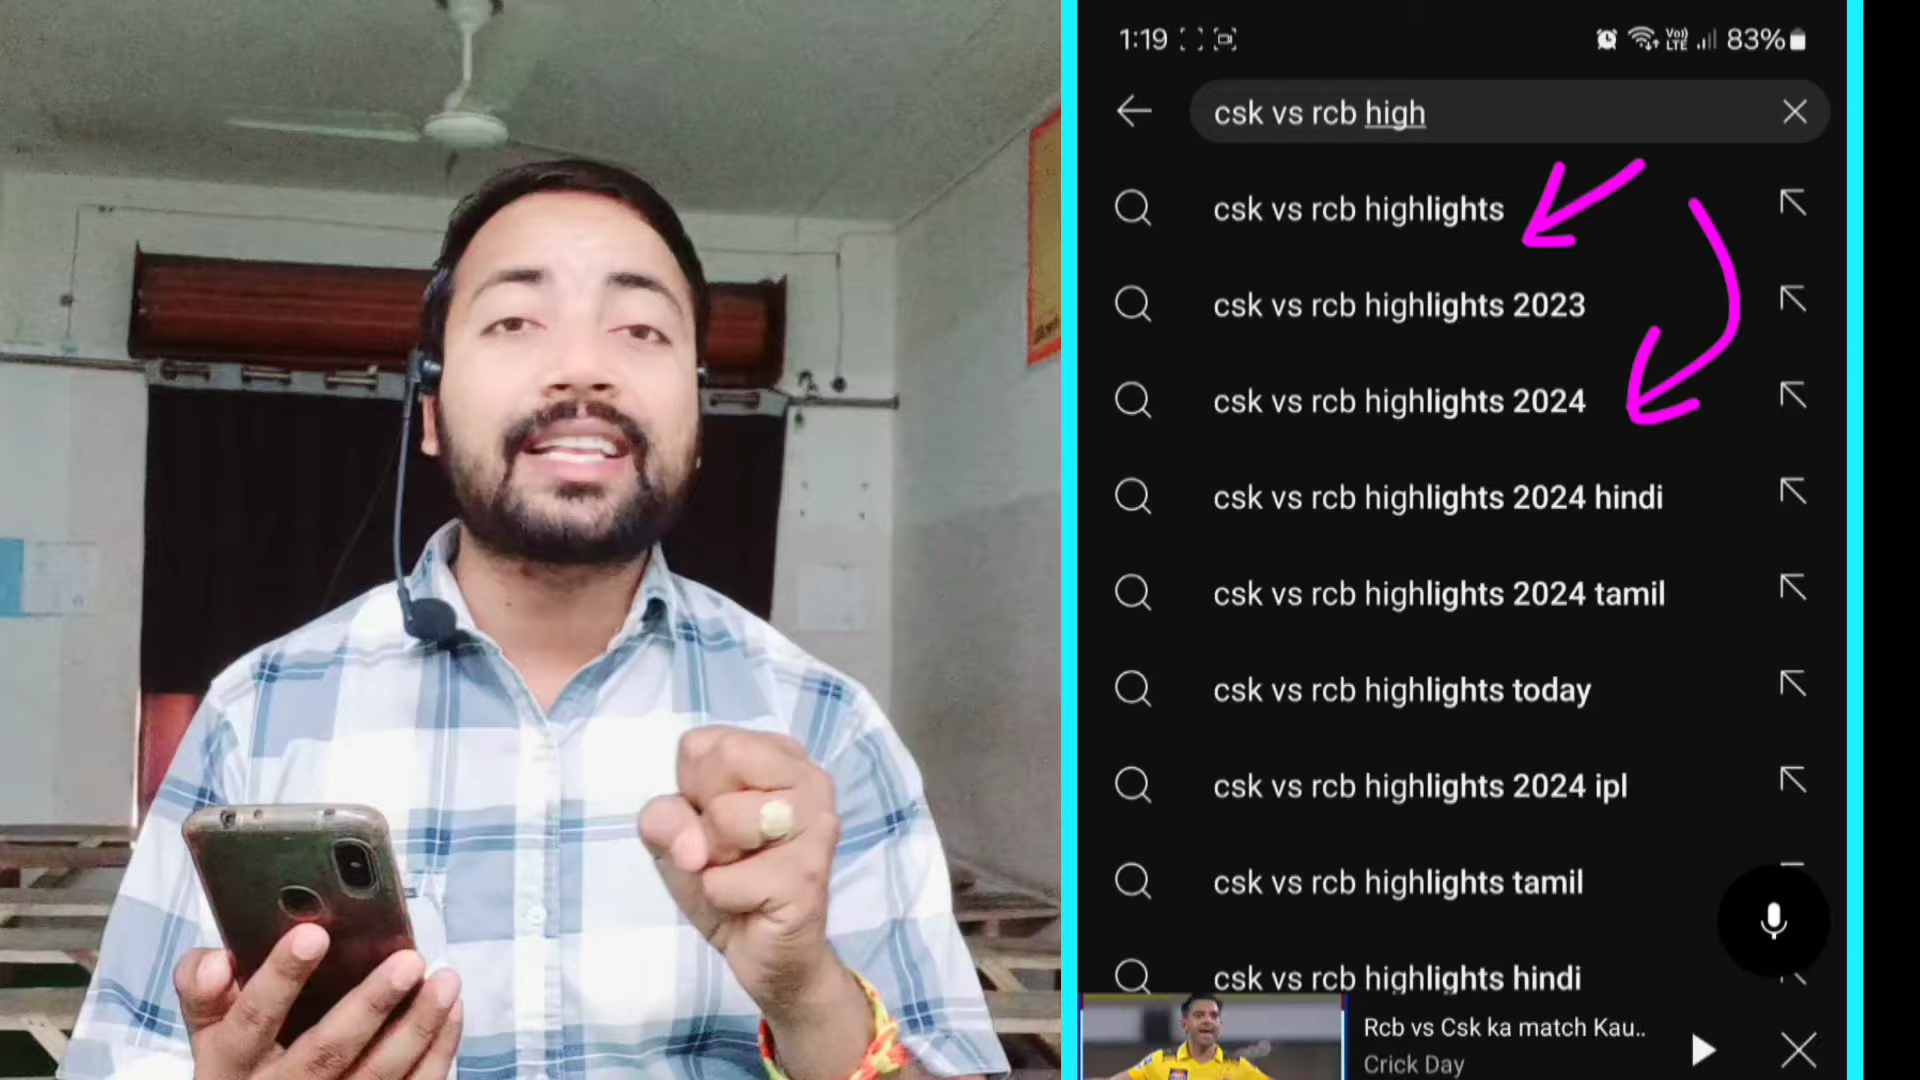 1:19
Vo)) LTE
83%
csk vs rcb high
csk vs rcb highlights
csk vs rcb highlights 2023
csk vs rcb highlights 2024
csk vs rcb highlights 2024 hindi
csk vs rcb highlights 2024 tamil
csk vs rcb highlights today
csk vs rcb highlights 2024 ipl
csk vs rcb highlights tamil
csk vs rcb highlights hindi
Rcb vs Csk ka match Kau..
Crick Day